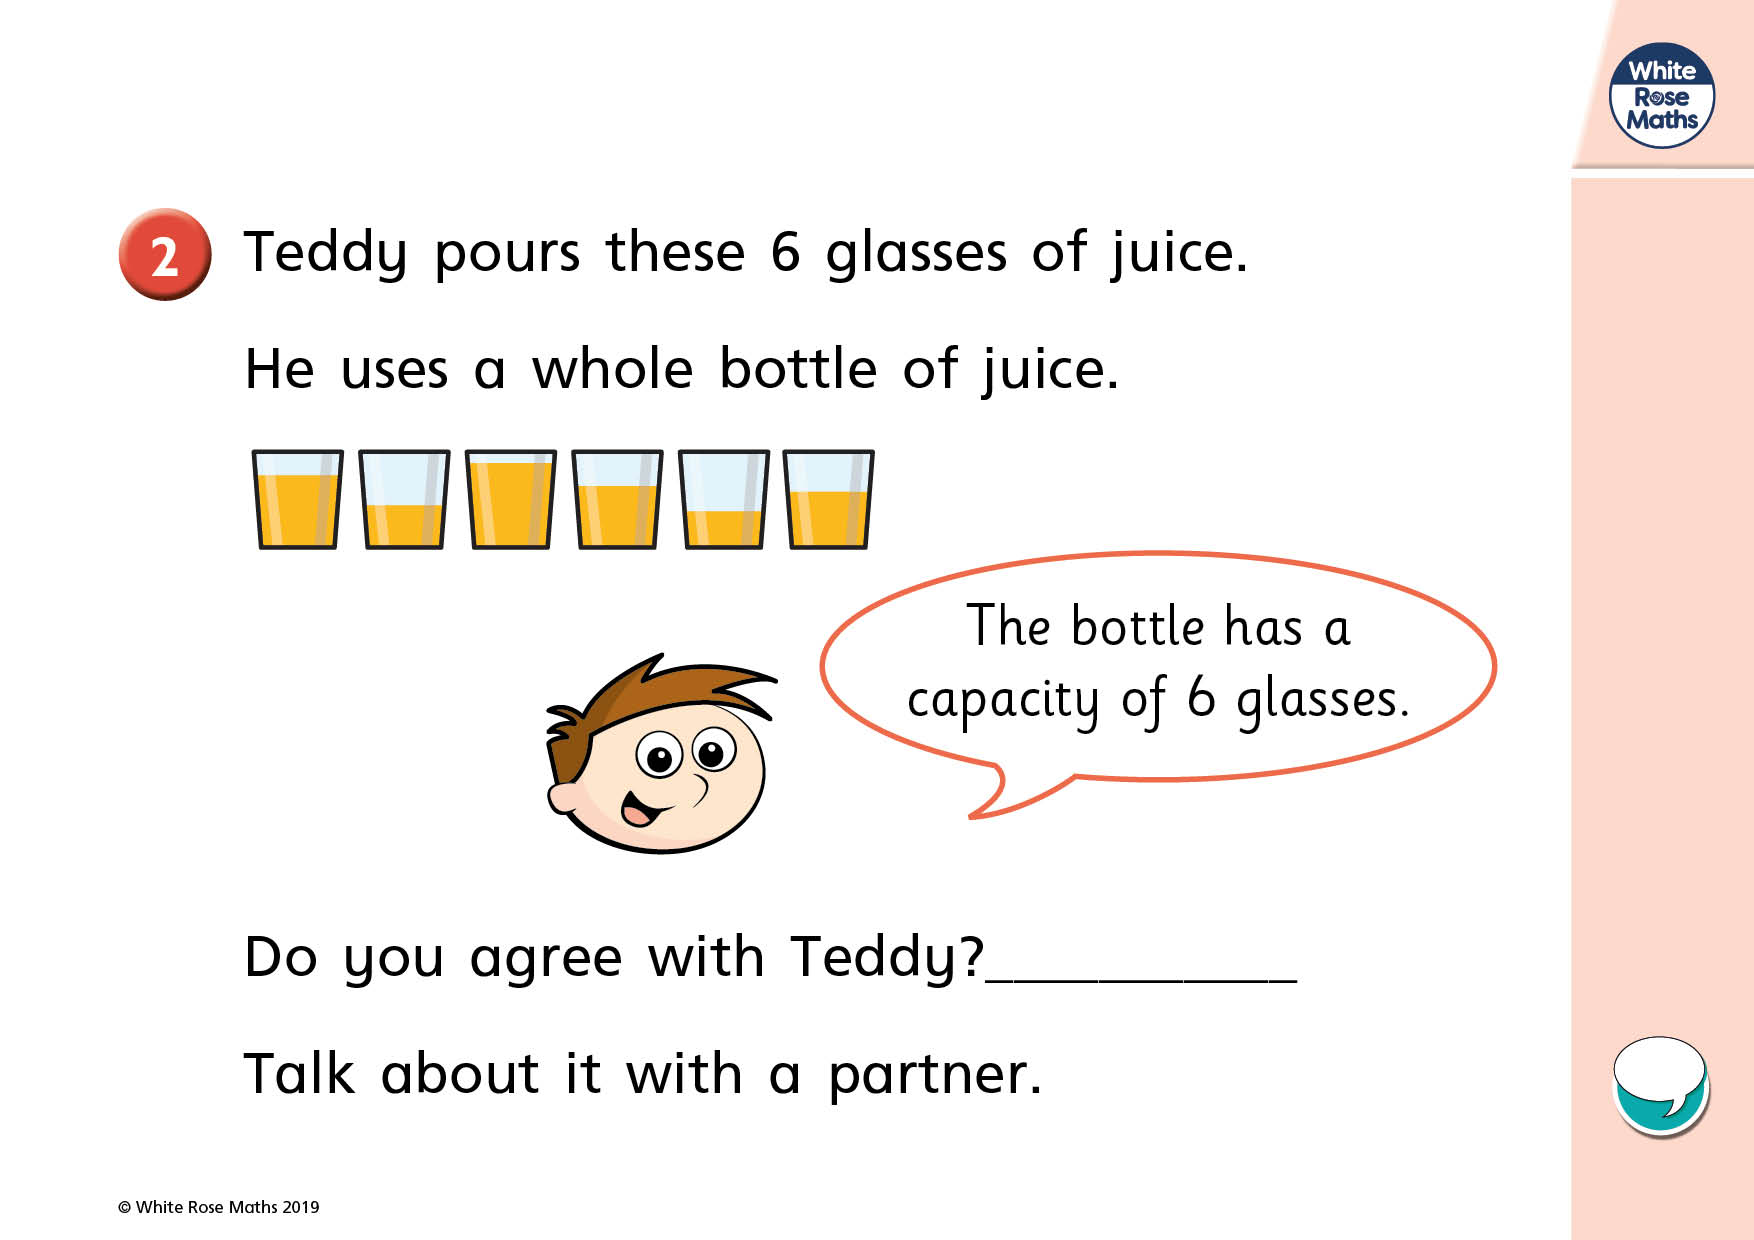 White
Rose
Maths
2 Teddy pours these 6 glasses of juice.
He uses a whole bottle of juice.
The bottle has a
capacity of 6 glasses.
Do you agree with Teddy?___________
Talk about it with a partner.
© White Rose Maths 2019